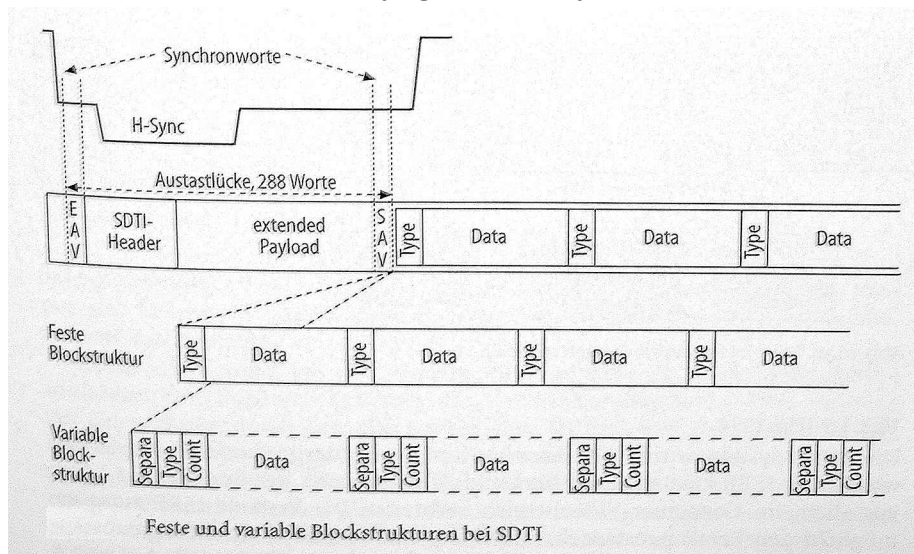 Synchronworte
H-Sync
Austastlücke, 288 Worte
EAV
SDTI-
Header
extended
Payload
SAV
Type
Data
Type
Data
Type
Data
Feste
Blockstruktur
Type
Data
Type
Data
Type
Data
Type
Data
Variable
Block-
struktur
Separa
Type
Count
Data
Separa
Type
Count
Data
Separa
Type
Count
Data
Separa
Type
Count
Feste und variable Blockstrukturen bei SDTI